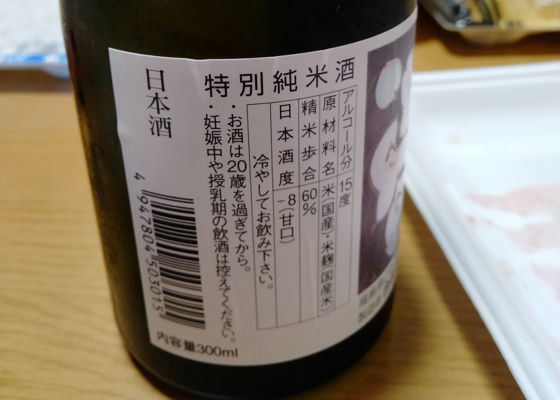 特別純米酒
アルコール分 15度
原材料名 米(国産)・米麹(国産米)
精米歩合 60%
日本酒度 -8(甘口)
冷やしてお飲み下さい。
・お酒は20歳を過ぎてから。
・妊娠中や授乳期の飲酒は控えてください。
日本酒
4 947804 503015
内容量300ml